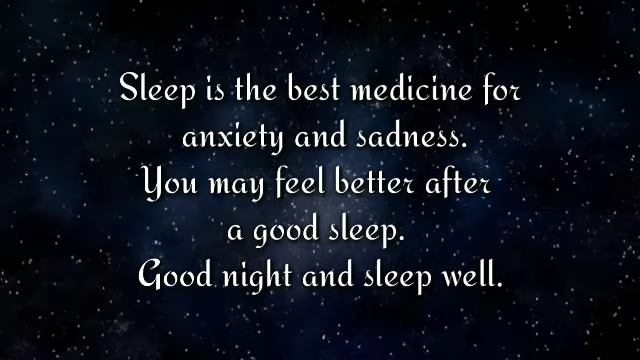 Sleep is the best medicine for
anxiety and sadness.
You may feel better after
a good sleep.
Good night and sleep well.